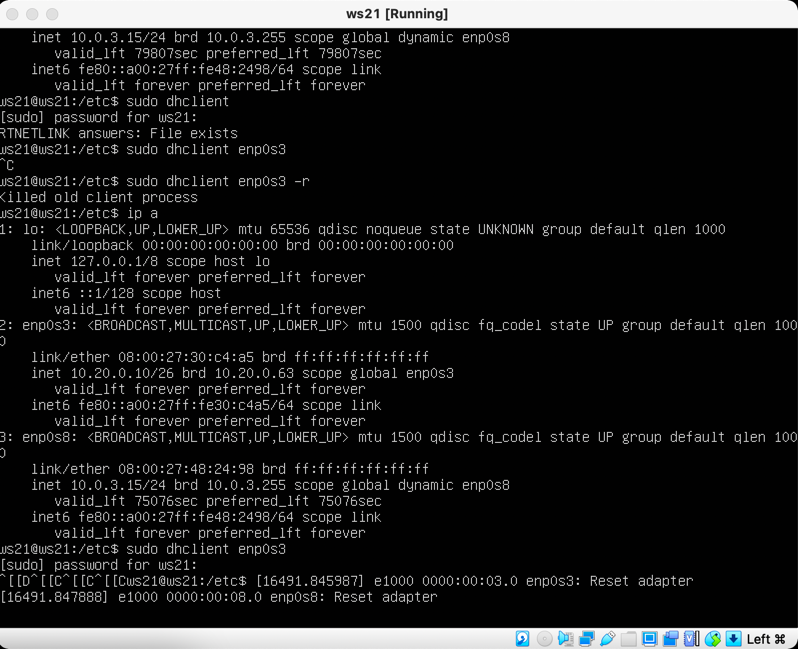 ws21 [Running]
inet 10.0.3.15/24 brd 10.0.3.255 scope global dynamic enp0s8
valid_lft 79807sec preferred_lft 79807sec
inet6 fe80::a00:27ff:fe48:2498/64 scope link
valid_lft forever preferred_lft forever
ws21@ws21:/etc$ sudo dhclient
[sudo] password for ws21:
RTNETLINK answers: File exists
ws21@ws21:/etc$ sudo dhclient enp0s3
^C
ws21@ws21:/etc$ sudo dhclient enp0s3 -r
Killed old client process
ws21@ws21:/etc$ ip a
1: lo: <LOOPBACK,UP,LOWER_UP> mtu 65536 qdisc noqueue state UNKNOWN group default qlen 1000
link/loopback 00:00:00:00:00:00 brd 00:00:00:00:00:00
inet 127.0.0.1/8 scope host lo
valid_lft forever preferred_lft forever
inet6 ::1/128 scope host
valid_lft forever preferred_lft forever
2: enp0s3: <BROADCAST,MULTICAST,UP,LOWER_UP> mtu 1500 qdisc fq_codel state UP group default qlen 100
0
link/ether 08:00:27:30:c4:a5 brd ff:ff:ff:ff:ff:ff
inet 10.20.0.10/26 brd 10.20.0.63 scope global enp0s3
valid_lft forever preferred_lft forever
inet6 fe80::a00:27ff:fe30:c4a5/64 scope link
valid_lft forever preferred_lft forever
3: enp0s8: <BROADCAST,MULTICAST,UP,LOWER_UP> mtu 1500 qdisc fq_codel state UP group default qlen 100
0
link/ether 08:00:27:48:24:98 brd ff:ff:ff:ff:ff:ff
inet 10.0.3.15/24 brd 10.0.3.255 scope global dynamic enp0s8
valid_lft 75076sec preferred_lft 75076sec
inet6 fe80::a00:27ff:fe48:2498/64 scope link
valid_lft forever preferred_lft forever
ws21@ws21:/etc$ sudo dhclient enp0s3
[sudo] password for ws21:
^[[D^[[C^[[C^[[Cws21@ws21:/etc$ [16491.845987] e1000 0000:00:03.0 enp0s3: Reset adapter
[16491.847888] e1000 0000:00:08.0 enp0s8: Reset adapter
Left ⌘